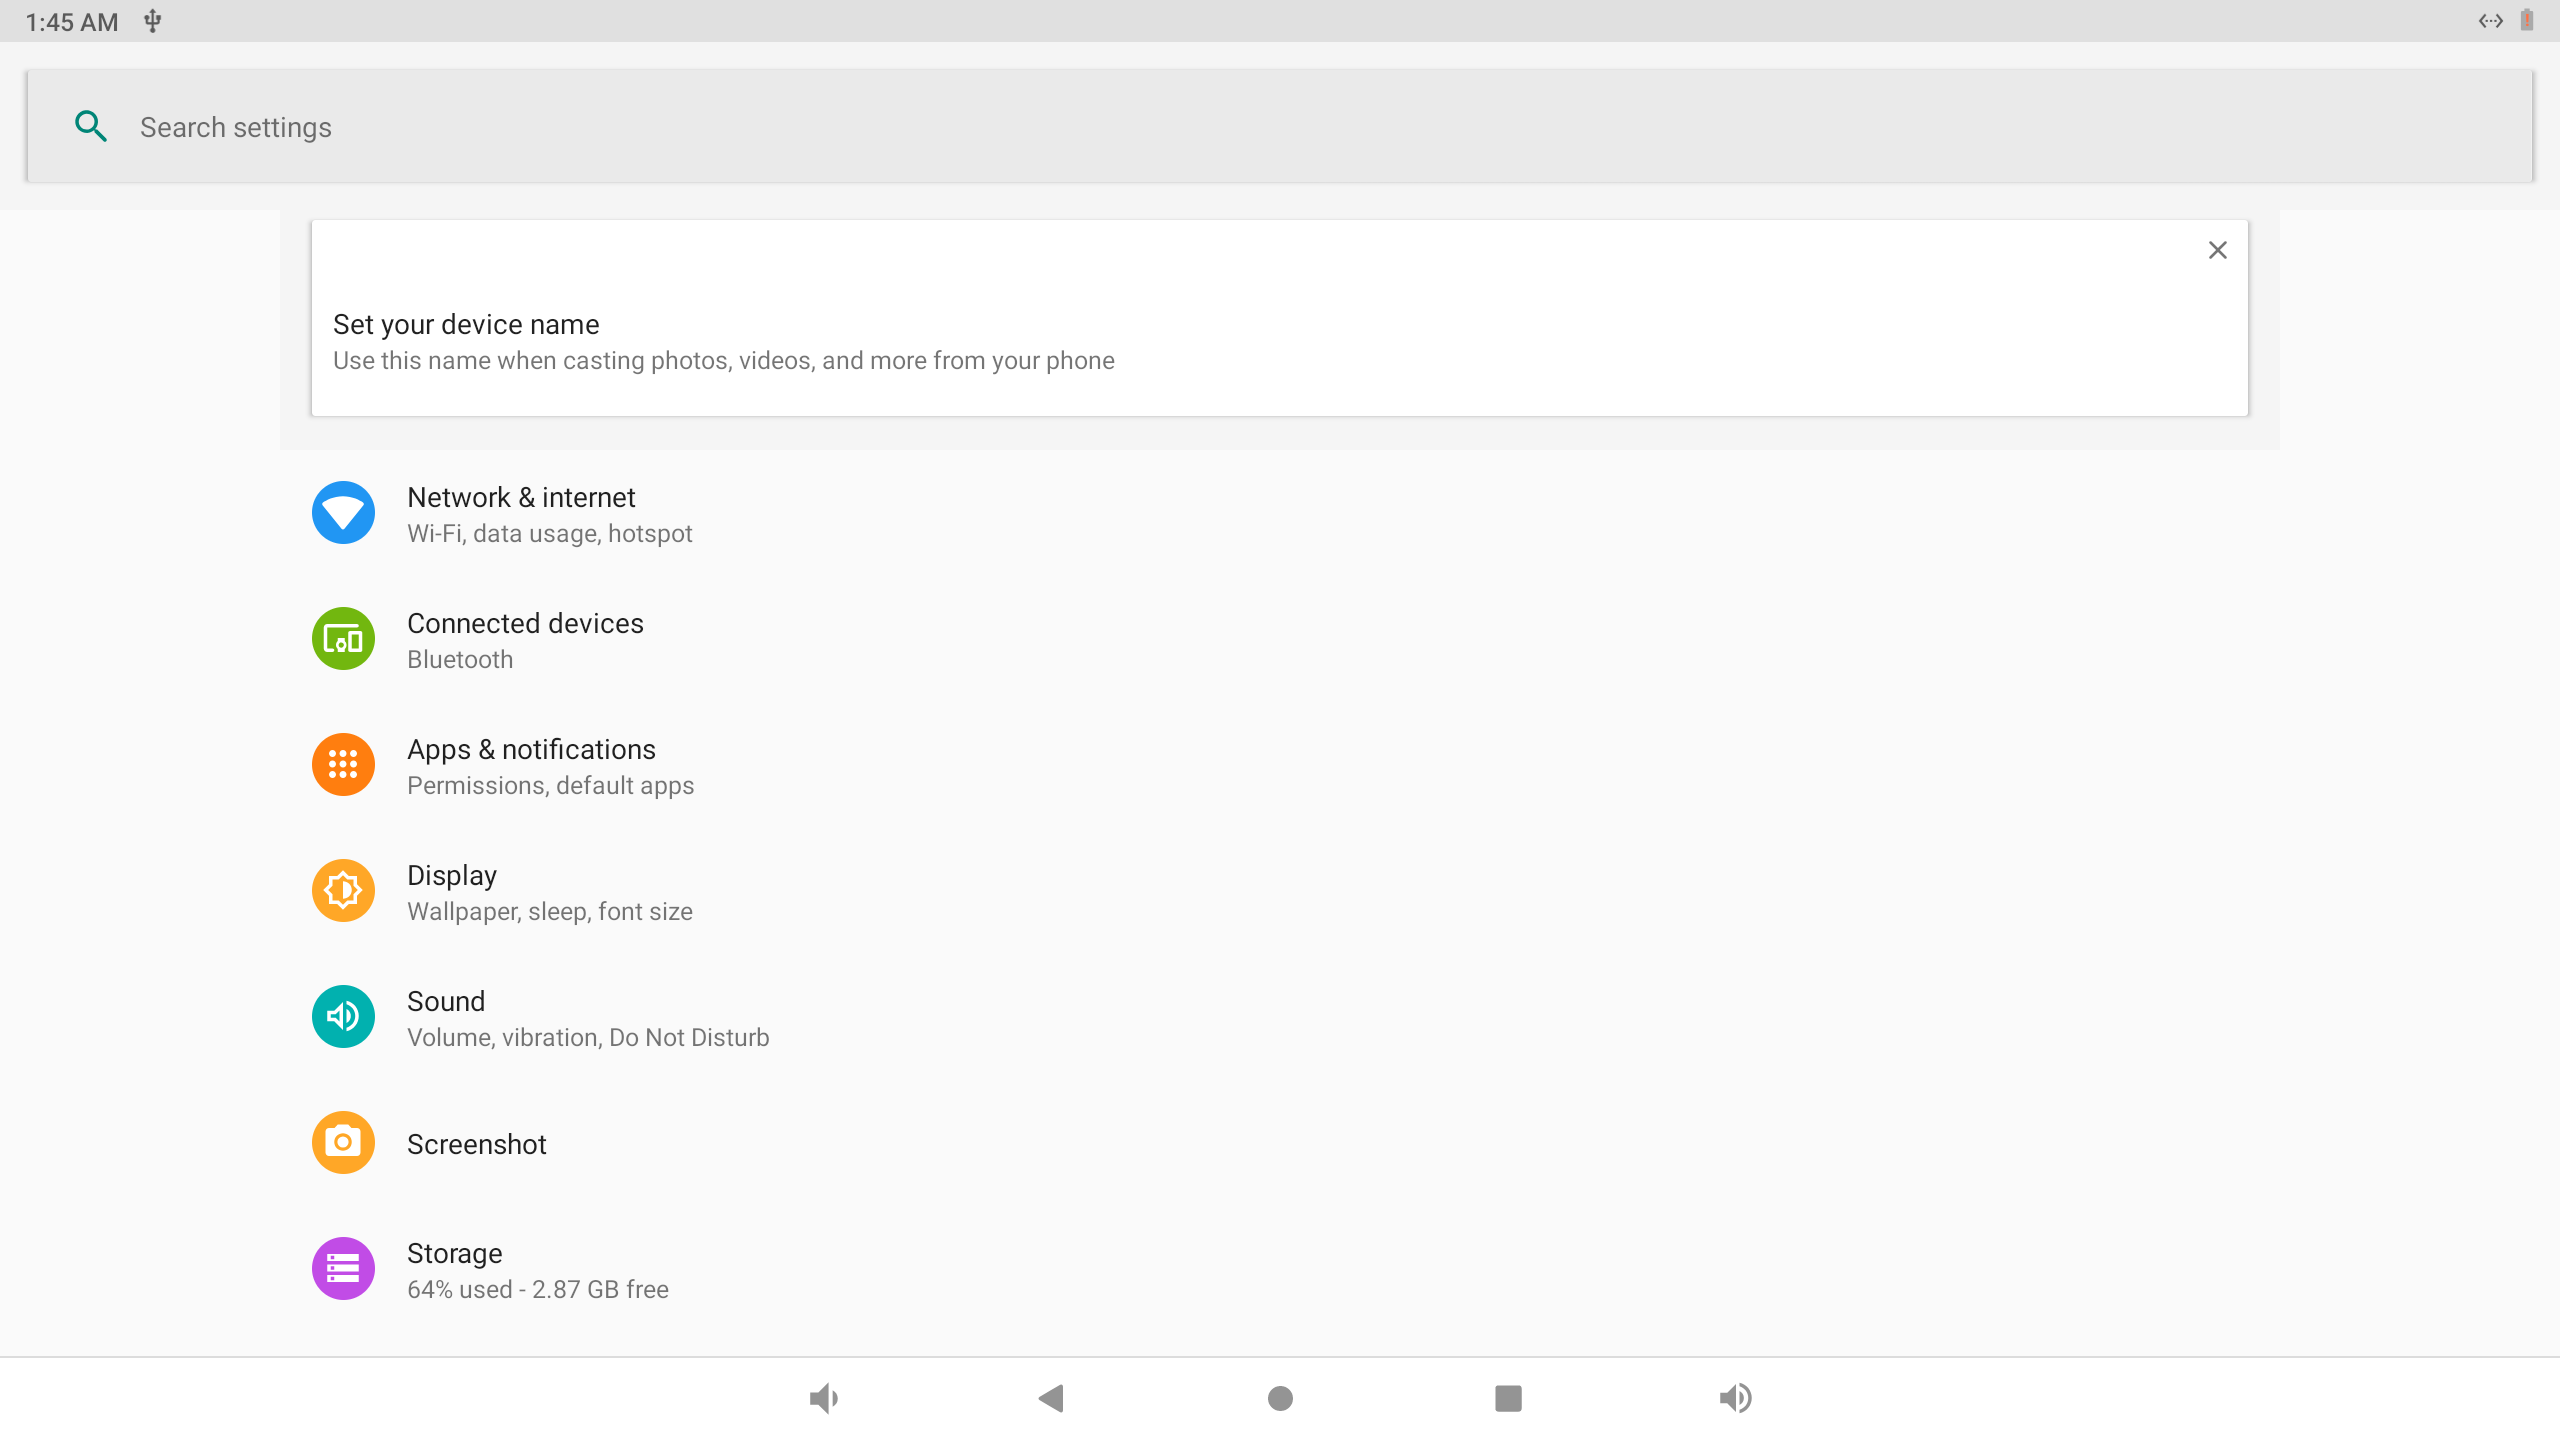 1:45 AM
Search settings
Set your device name
Use this name when casting photos, videos, and more from your phone
Network & internet
Wi-Fi, data usage, hotspot
Connected devices
Bluetooth
Apps & notifications
Permissions, default apps
Display
Wallpaper, sleep, font size
Sound
Volume, vibration, Do Not Disturb
Screenshot
Storage
64% used - 2.87 GB free